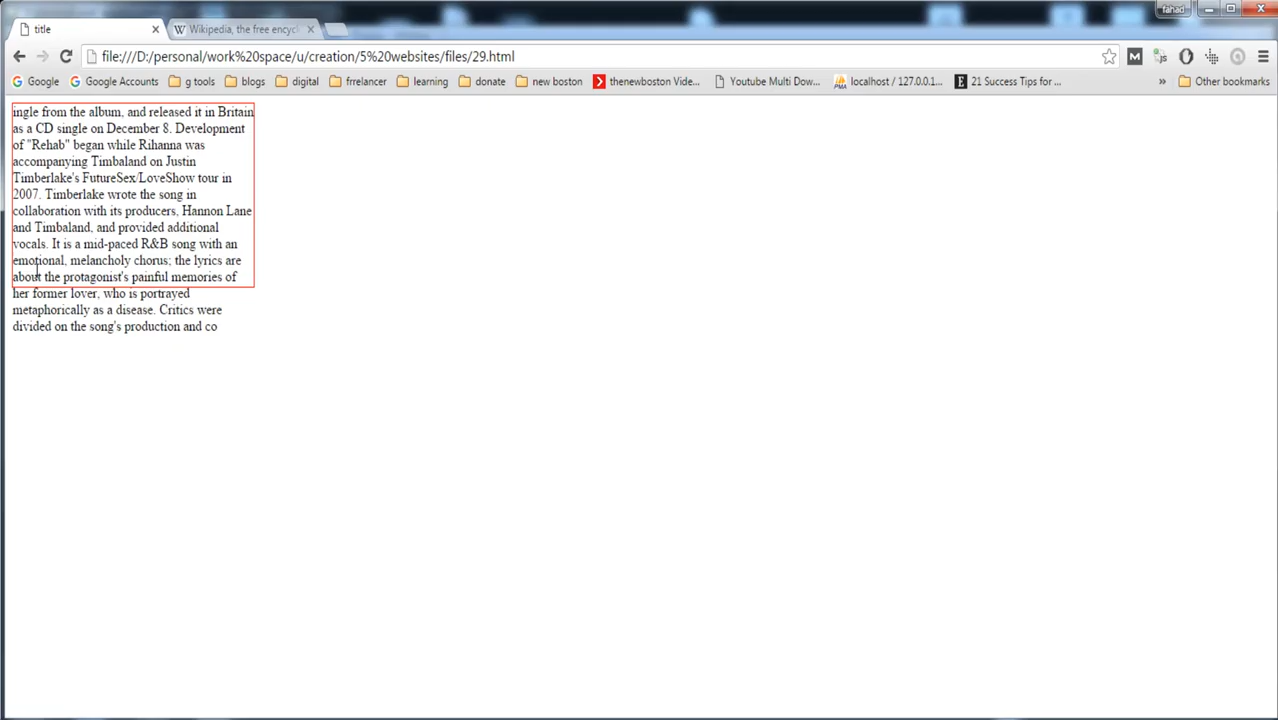 fahad
title
Wikipedia, the free encycl
file:///D:/personal/work%20space/u/creation/5%20websites/files/29.html
Google
Google Accounts
g tools
blogs
digital
frrelancer
learning
donate
new boston
thenewboston Vide...
Youtube Multi Dow...
localhost / 127.0.0.1...
21 Success Tips for ...
»
Other bookmarks
ingle from the album, and released it in Britain
as a CD single on December 8. Development
of "Rehab" began while Rihanna was
accompanying Timbaland on Justin
Timberlake's FutureSex/LoveShow tour in
2007. Timberlake wrote the song in
collaboration with its producers, Hannon Lane
and Timbaland, and provided additional
vocals. It is a mid-paced R&B song with an
emotional, melancholy chorus; the lyrics are
about the protagonist's painful memories of
her former lover, who is portrayed
metaphorically as a disease. Critics were
divided on the song's production and co